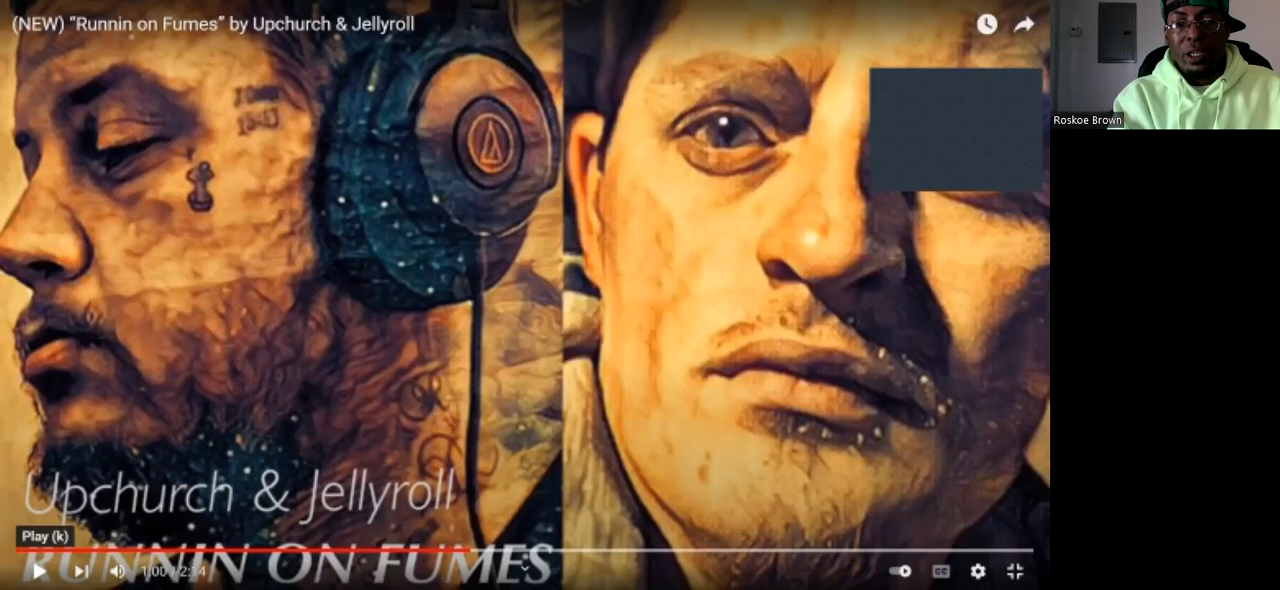 (NEW) “Runnin on Fumes” by Upchurch & Jellyroll
Roskoe Brown
Upchurch & Jellyroll
Play (k)
RUNNIN ON FUMES
1:00 / 2:14
CC